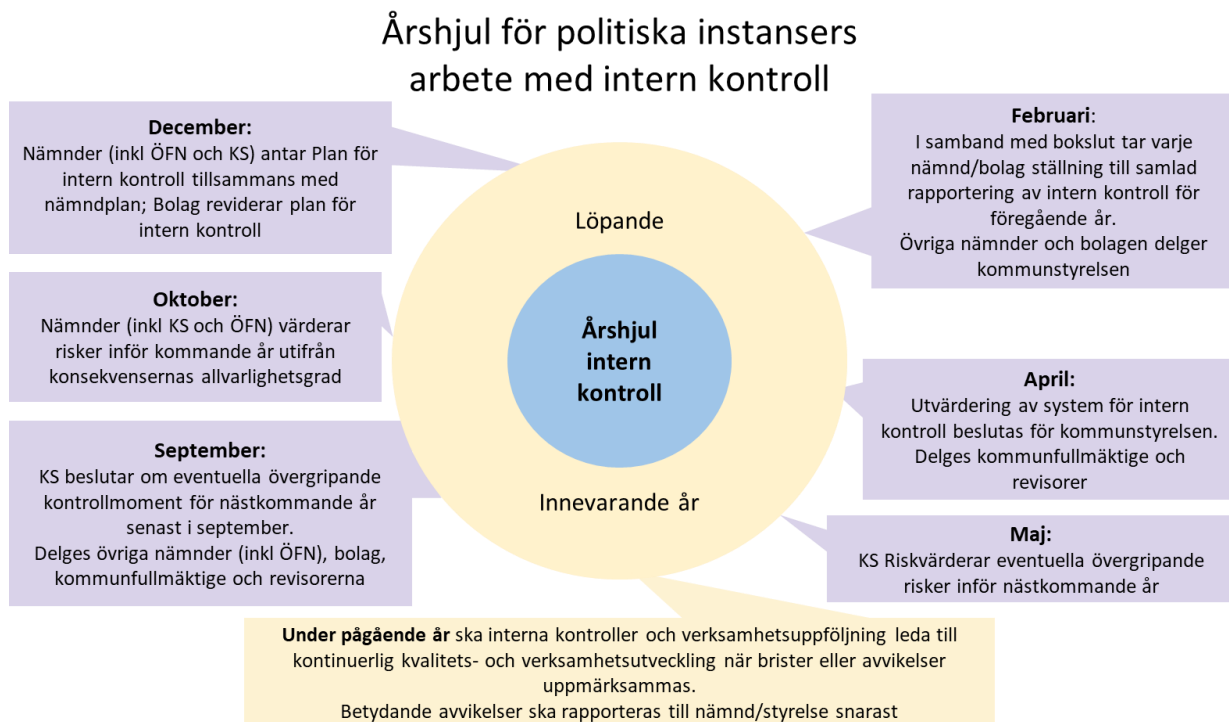 Årshjul för politiska instansers
arbete med intern kontroll
December:
Nämnder (inkl ÖFN och KS) antar Plan för
intern kontroll tillsammans med
nämndplan; Bolag reviderar plan för
intern kontroll
Oktober:
Nämnder (inkl KS och ÖFN) värderar
risker inför kommande år utifrån
konsekvensernas allvarlighetsgrad
September:
KS beslutar om eventuella övergripande
kontrollmoment för nästkommande år
senast i september.
Delges övriga nämnder (inkl ÖFN), bolag,
kommunfullmäktige och revisorerna
Löpande
Årshjul
intern
kontroll
Innevarande år
Februari:
I samband med bokslut tar varje
nämnd/bolag ställning till samlad
rapportering av intern kontroll för
föregående år.
Övriga nämnder och bolagen delger
kommunstyrelsen
April:
Utvärdering av system för intern
kontroll beslutas för kommunstyrelsen.
Delges kommunfullmäktige och
revisorer
Maj:
KS Riskvärderar eventuella övergripande
risker inför nästkommande år
Under pågående år ska interna kontroller och verksamhetsuppföljning leda till
kontinuerlig kvalitets- och verksamhetsutveckling när brister eller avvikelser
uppmärksammas.
Betydande avvikelser ska rapporteras till nämnd/styrelse snarast